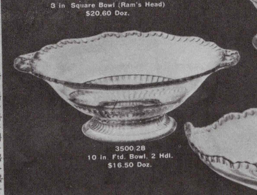 3 in Square Bowl (Ram's Head)
$20.60 Doz.
3500/28
10 in Ftd. Bowl, 2 Hdl.
$16.50 Doz.